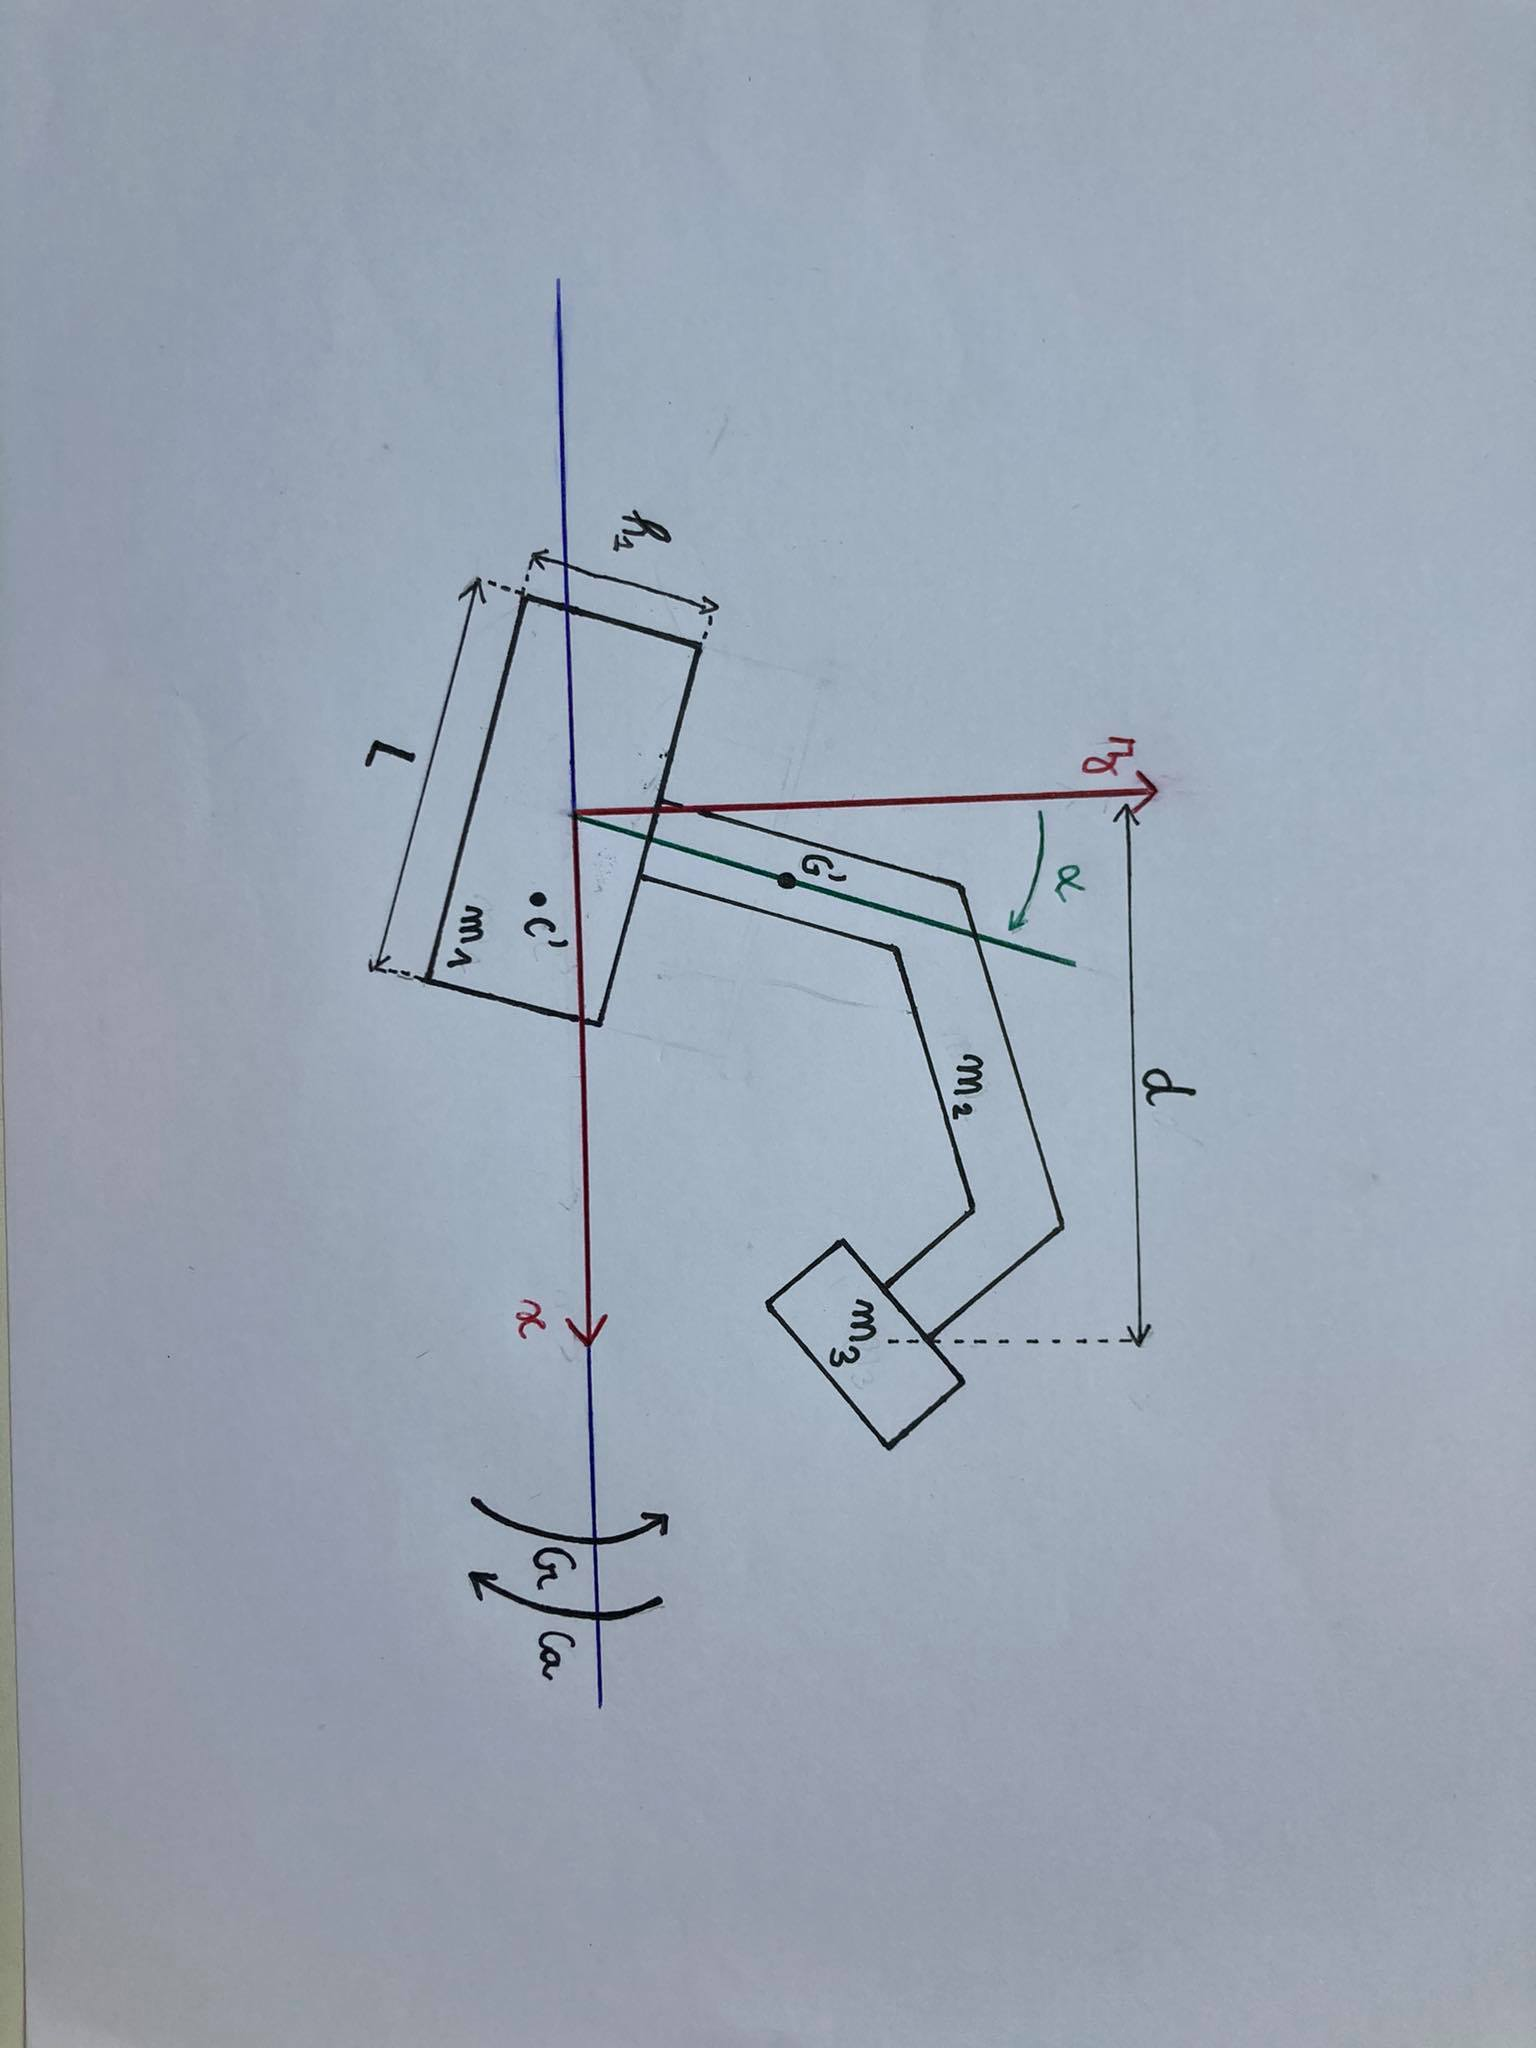 d
α
m₂
m₃
G'
h₁
C'
x
m₁
L
Cr
Ca